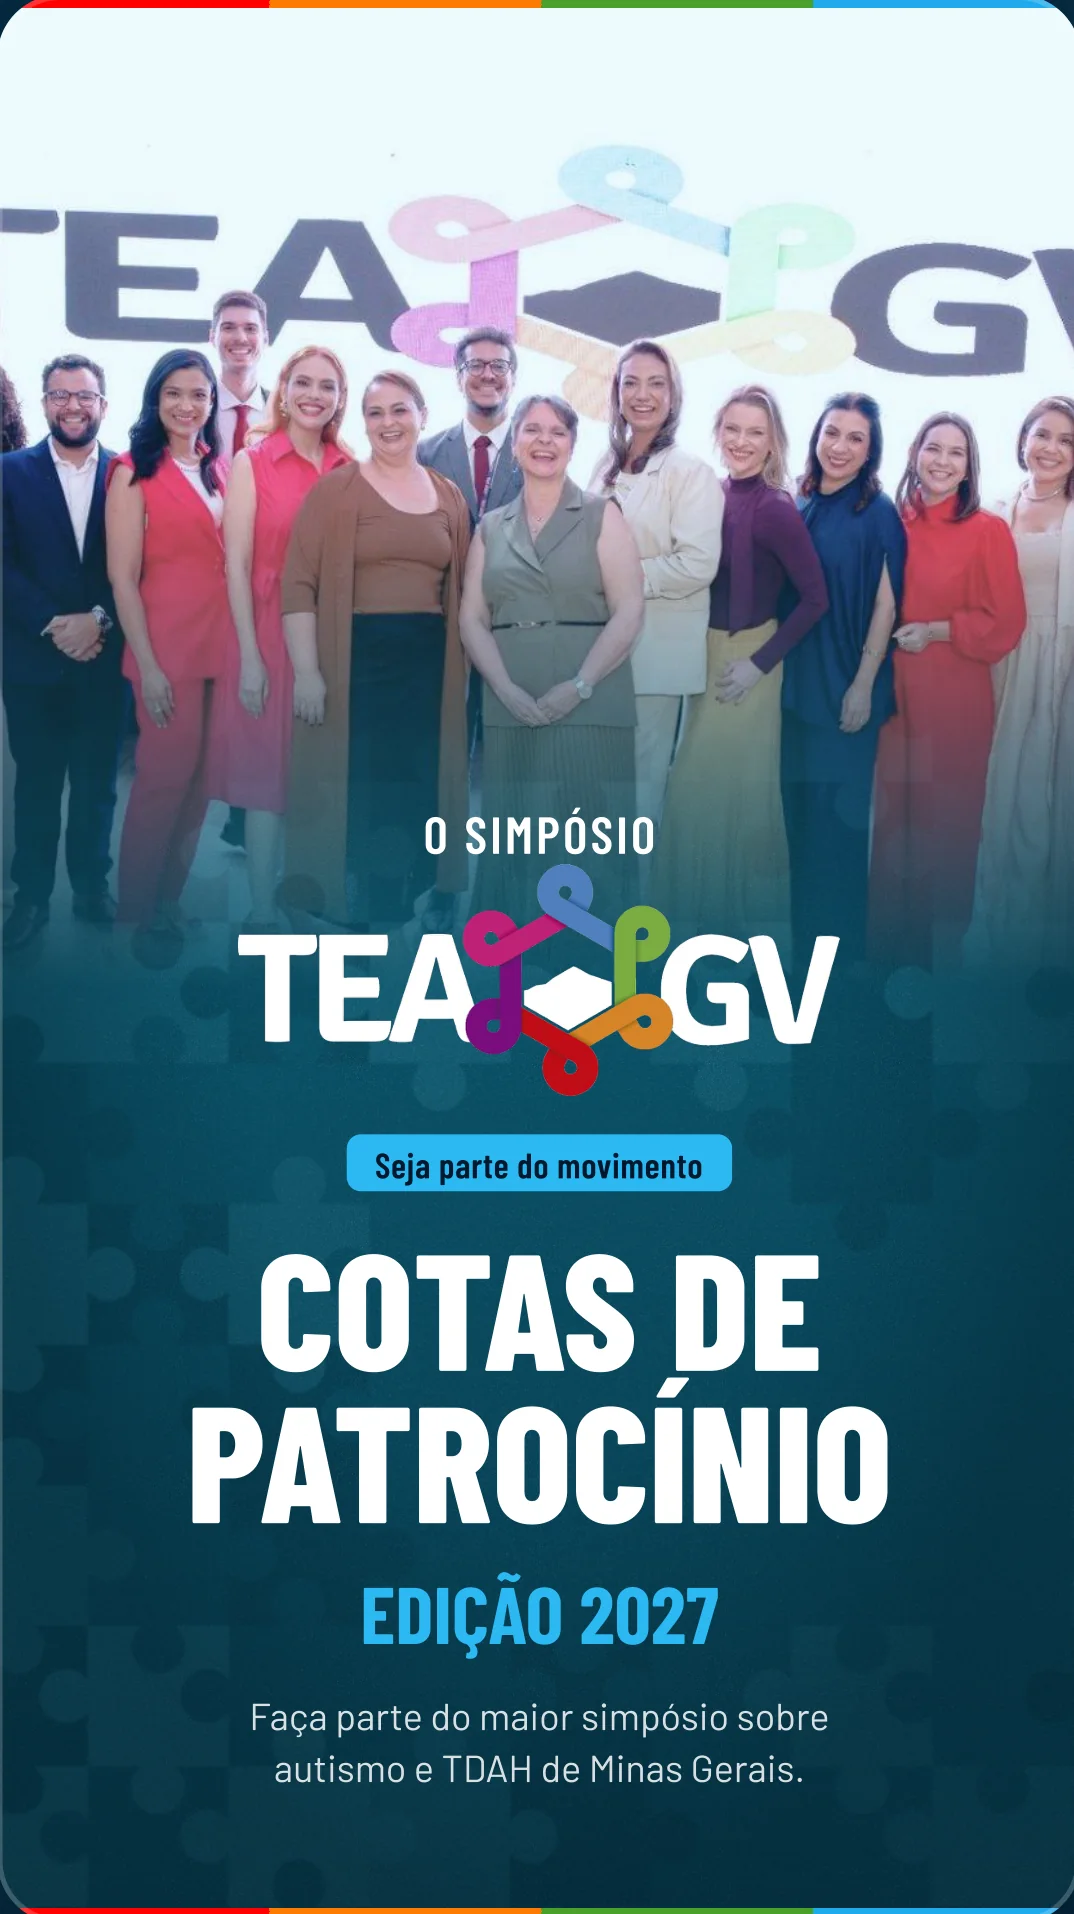 TEA GV
O SIMPÓSIO
TEA GV
Seja parte do movimento
COTAS DE
PATROCÍNIO
EDIÇÃO 2027
Faça parte do maior simpósio sobre
autismo e TDAH de Minas Gerais.